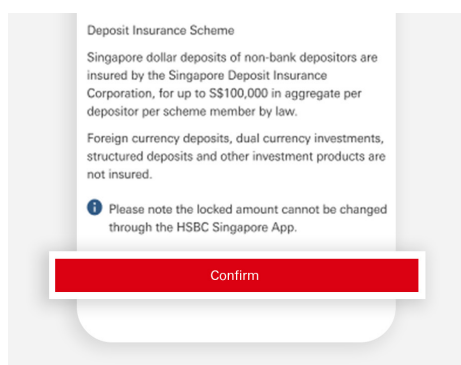 Deposit Insurance Scheme
Singapore dollar deposits of non-bank depositors are
insured by the Singapore Deposit Insurance
Corporation, for up to S$100,000 in aggregate per
depositor per scheme member by law.
Foreign currency deposits, dual currency investments,
structured deposits and other investment products are
not insured.
Please note the locked amount cannot be changed
through the HSBC Singapore App.
Confirm